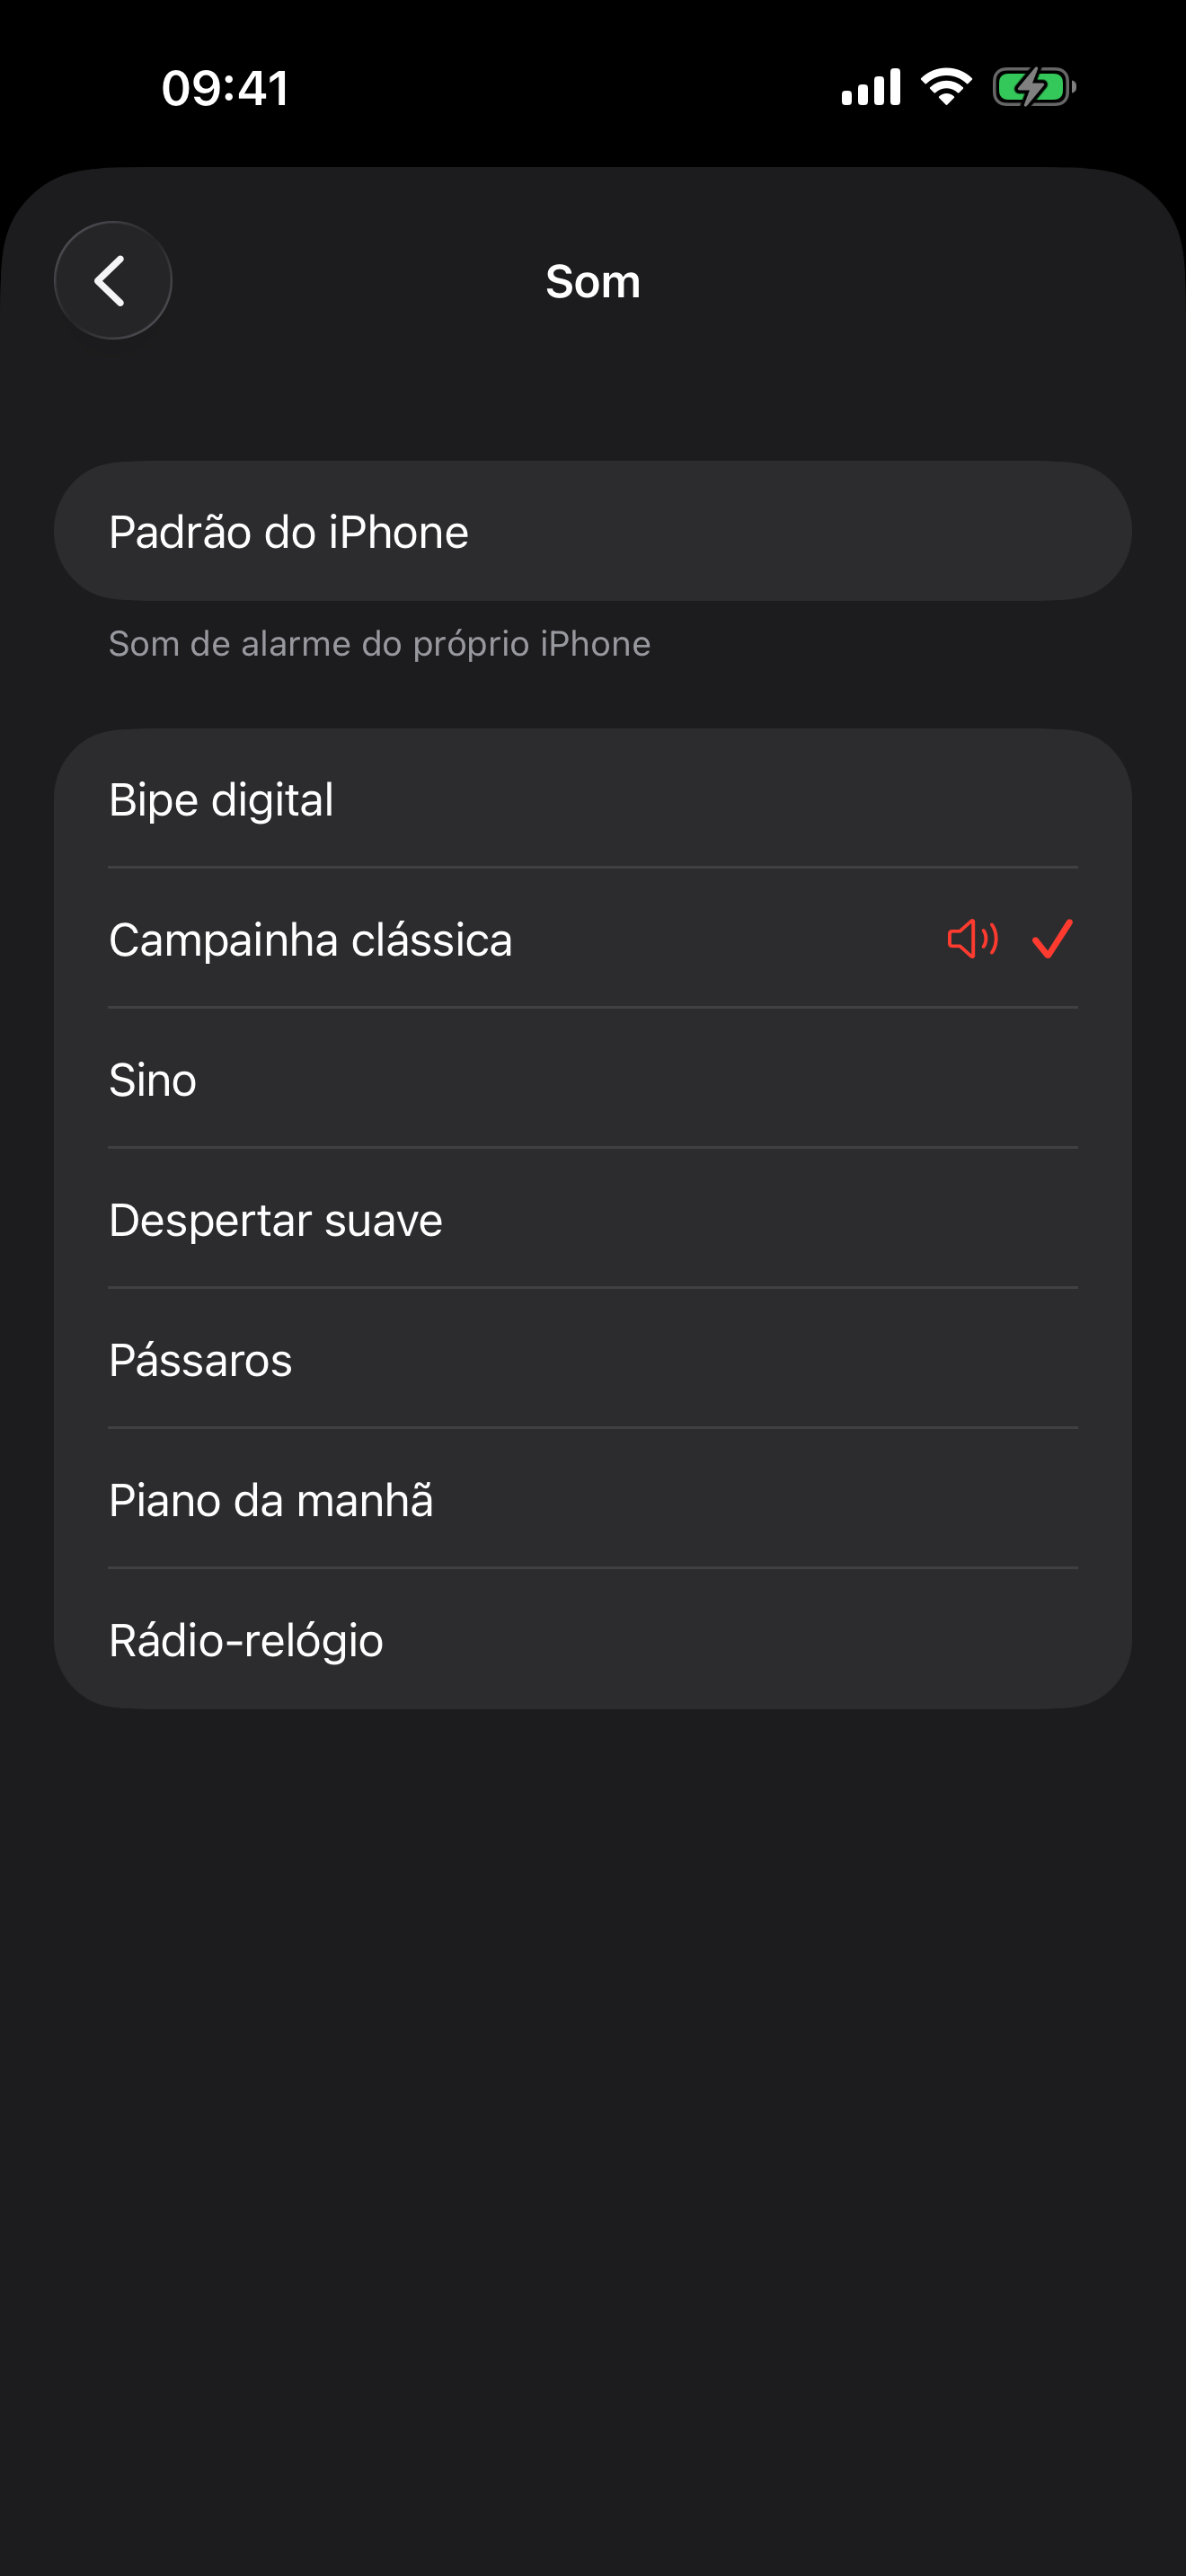 09:41
Som
Padrão do iPhone
Som de alarme do próprio iPhone
Bipe digital
Campainha clássica
Sino
Despertar suave
Pássaros
Piano da manhã
Rádio-relógio